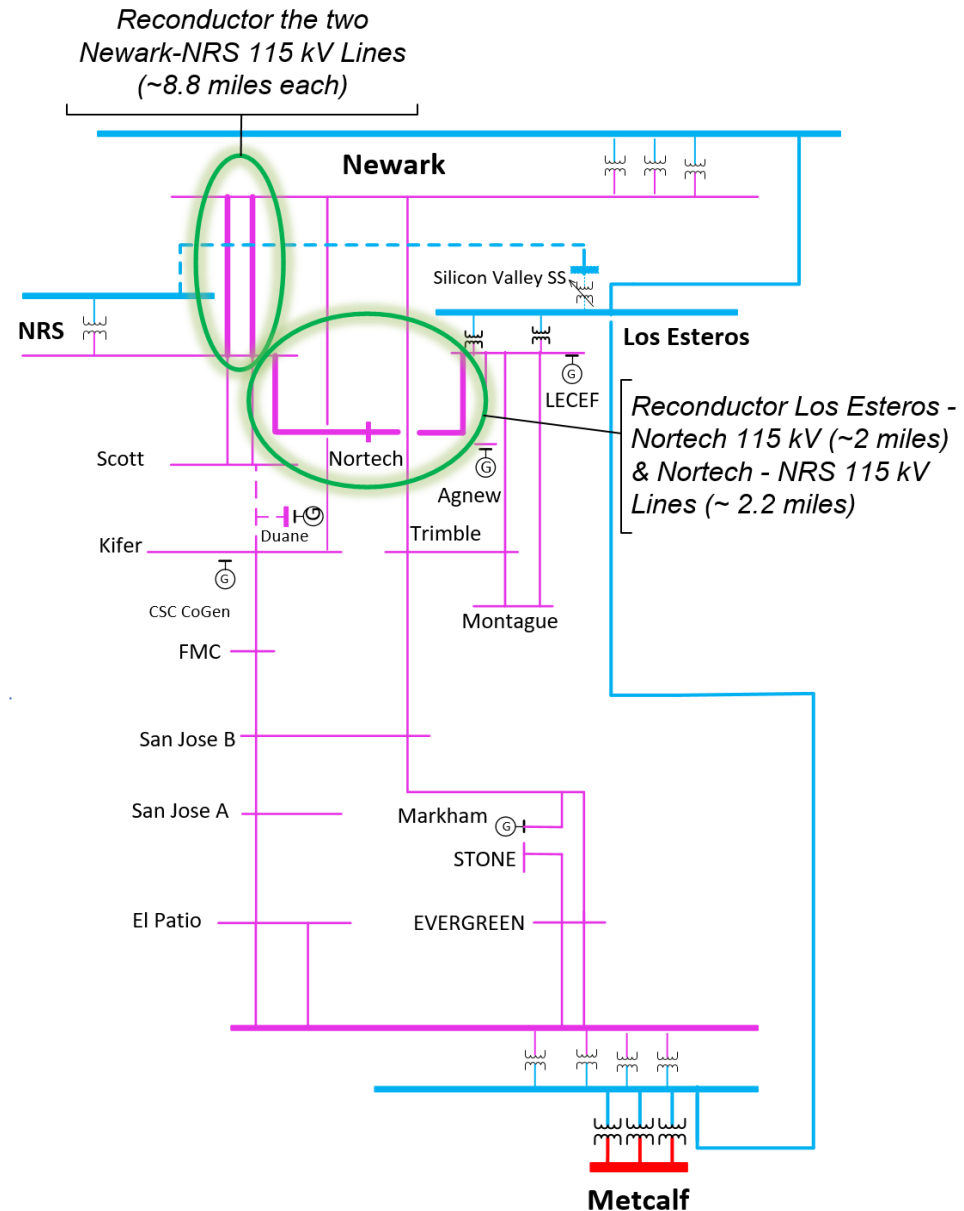 Reconductor the two
Newark-NRS 115 kV Lines
(~8.8 miles each)
Newark
Silicon Valley SS
NRS
Los Esteros
G
LECEF
Reconductor Los Esteros -
Nortech 115 kV (~2 miles)
& Nortech - NRS 115 kV
Lines (~ 2.2 miles)
Scott
Nortech
G
Agnew
G
Duane
Kifer
Trimble
G
CSC CoGen
Montague
FMC
San Jose B
San Jose A
Markham
G
STONE
El Patio
EVERGREEN
Metcalf